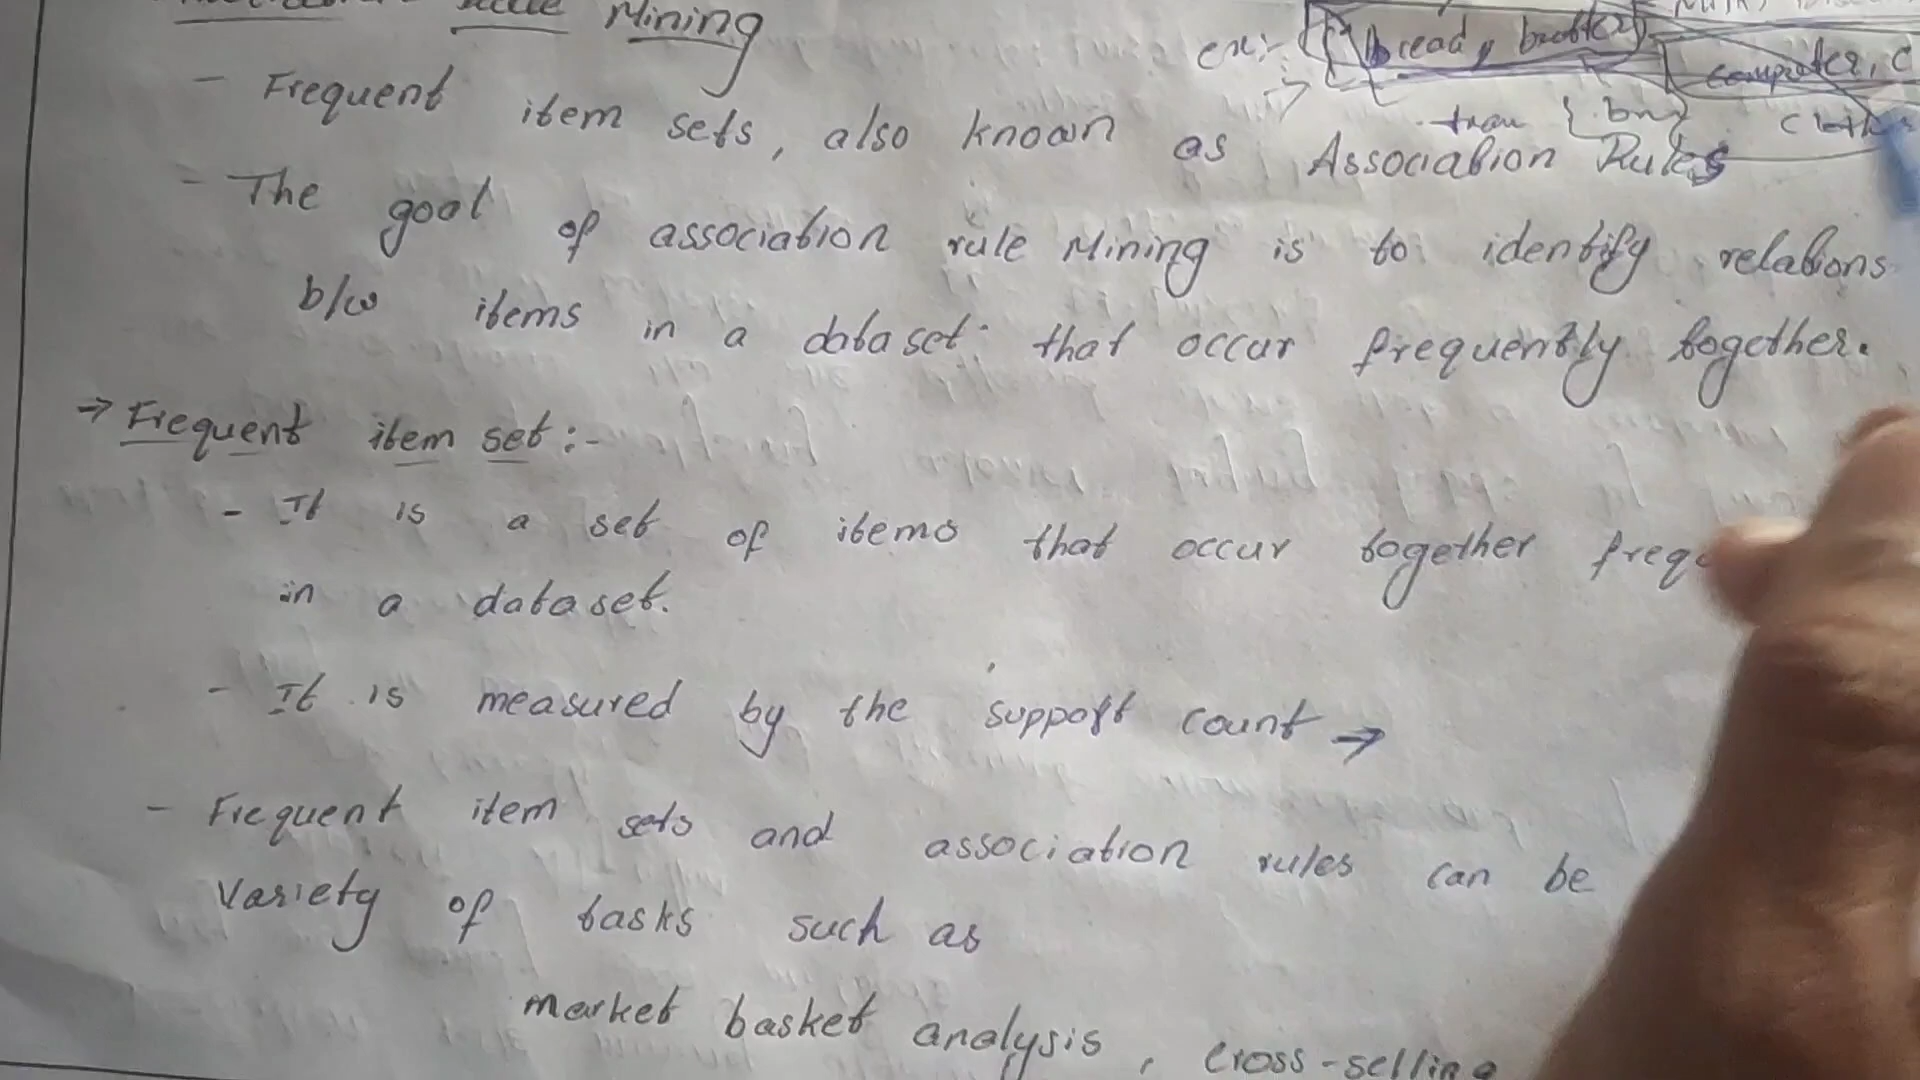 Rule Mining
ex:- { bread, butter }
computer, c
- Frequent item sets, also known as Association Rules
- The goal of association rule Mining is to identify relations
b/w items in a dataset that occur frequently together.
→ Frequent item set :-
- It is a set of items that occur together freq
in a dataset.
- It is measured by the support count →
- Frequent item sets and association rules can be
variety of tasks such as
market basket analysis, cross-selling